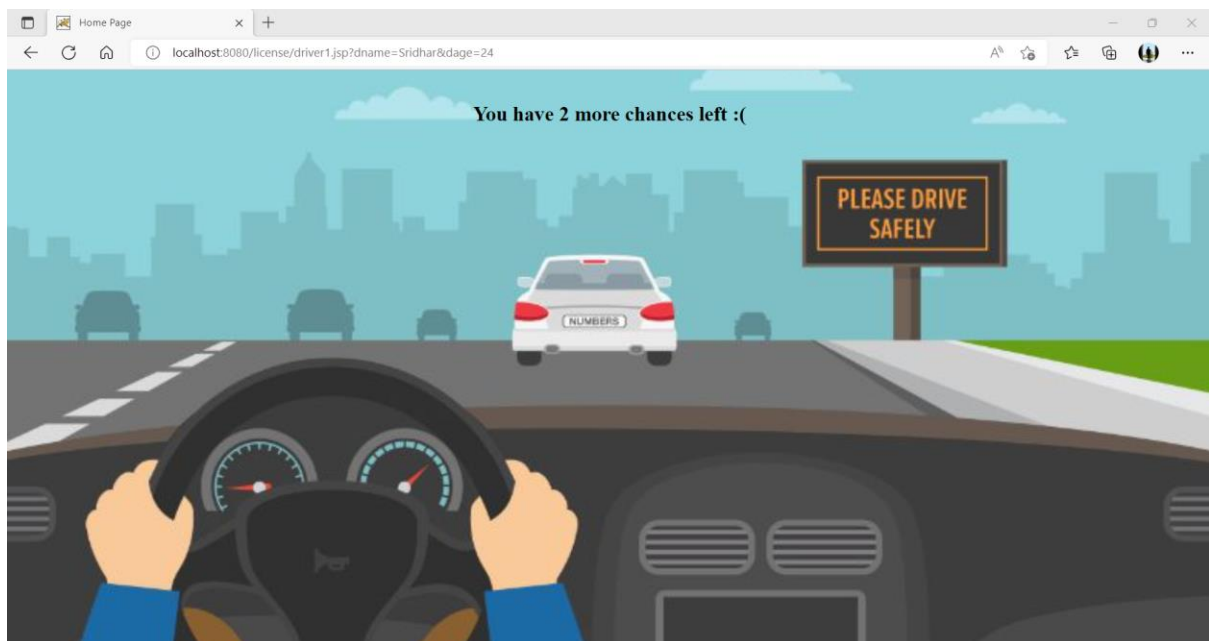 Home Page
localhost:8080/license/driver1.jsp?dname=Sridhar&dage=24
You have 2 more chances left :(
PLEASE DRIVE
SAFELY
NUMBERS